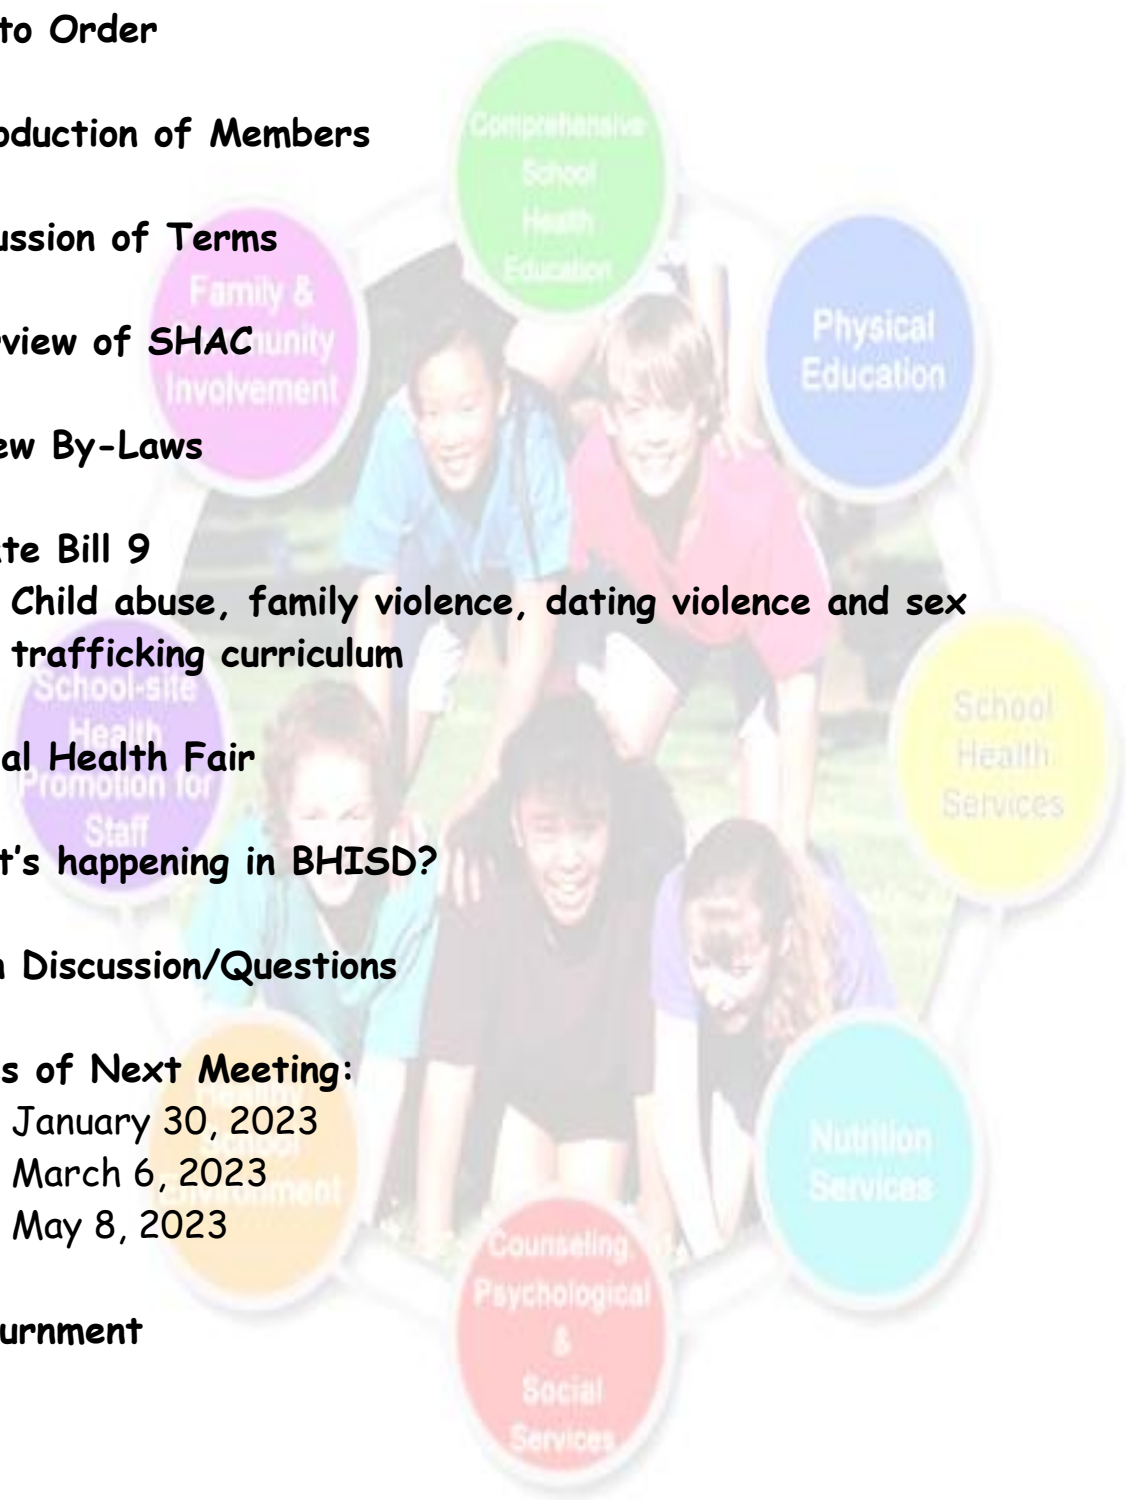 to Order
oduction of Members
ussion of Terms
rview of SHAC
ew By-Laws
te Bill 9
Child abuse, family violence, dating violence and sex
trafficking curriculum
al Health Fair
t's happening in BHISD?
n Discussion/Questions
s of Next Meeting:
January 30, 2023
March 6, 2023
May 8, 2023
urnment
Comprehensive
School
Health
Education
Physical
Education
School
Health
Services
Nutrition
Services
Counseling,
Psychological
&
Social
Services
School
School-site
Health
Promotion for
Staff
Family &
Involvement